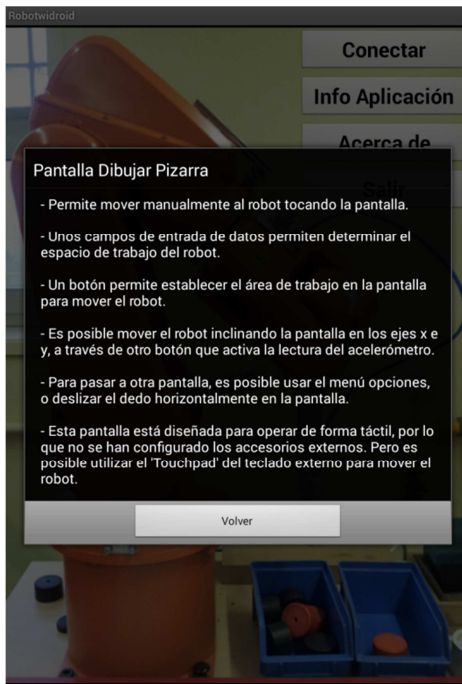 Robotwidroid
Conectar
Info Aplicación
Acerca de
Salir
Pantalla Dibujar Pizarra
- Permite mover manualmente al robot tocando la pantalla.
- Unos campos de entrada de datos permiten determinar el
espacio de trabajo del robot.
- Un botón permite establecer el área de trabajo en la pantalla
para mover el robot.
- Es posible mover el robot inclinando la pantalla en los ejes x e
y, a través de otro botón que activa la lectura del acelerómetro.
- Para pasar a otra pantalla, es posible usar el menú opciones,
o deslizar el dedo horizontalmente en la pantalla.
- Esta pantalla está diseñada para operar de forma táctil, por lo
que no se han configurado los accesorios externos. Pero es
posible utilizar el 'Touchpad' del teclado externo para mover el
robot.
Volver